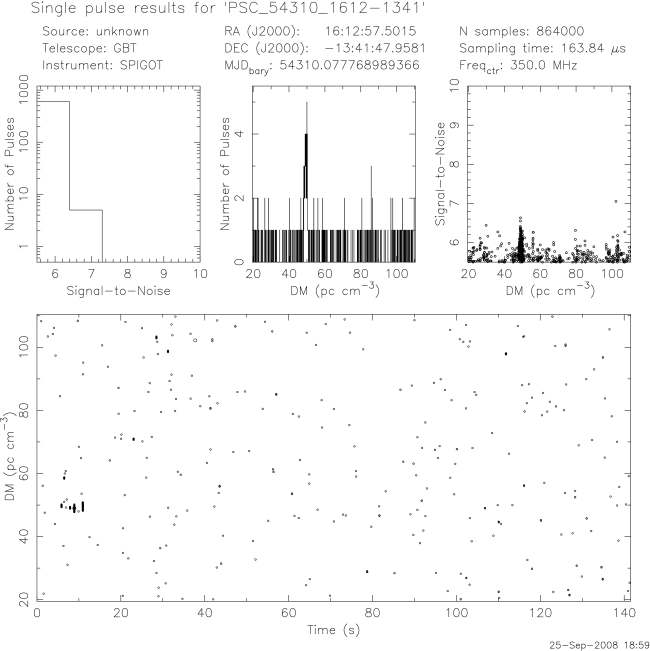 Single pulse results for 'PSC_54310_1612-1341'
Source: unknown RA (J2000): 16:12:57.5015 N samples: 864000
Telescope: GBT DEC (J2000): -13:41:47.9581 Sampling time: 163.84 μs
Instrument: SPIGOT MJDbary: 54310.077768989366 Freqctr: 350.0 MHz
Number of Pulses
1 10 100 1000
6 7 8 9 10
Signal-to-Noise
Number of Pulses
0 2 4
20 40 60 80 100
DM (pc cm−3)
Signal-to-Noise
6 7 8 9 10
20 40 60 80 100
DM (pc cm−3)
DM (pc cm−3)
20 40 60 80 100
0 20 40 60 80 100 120 140
Time (s)
25-Sep-2008 18:59